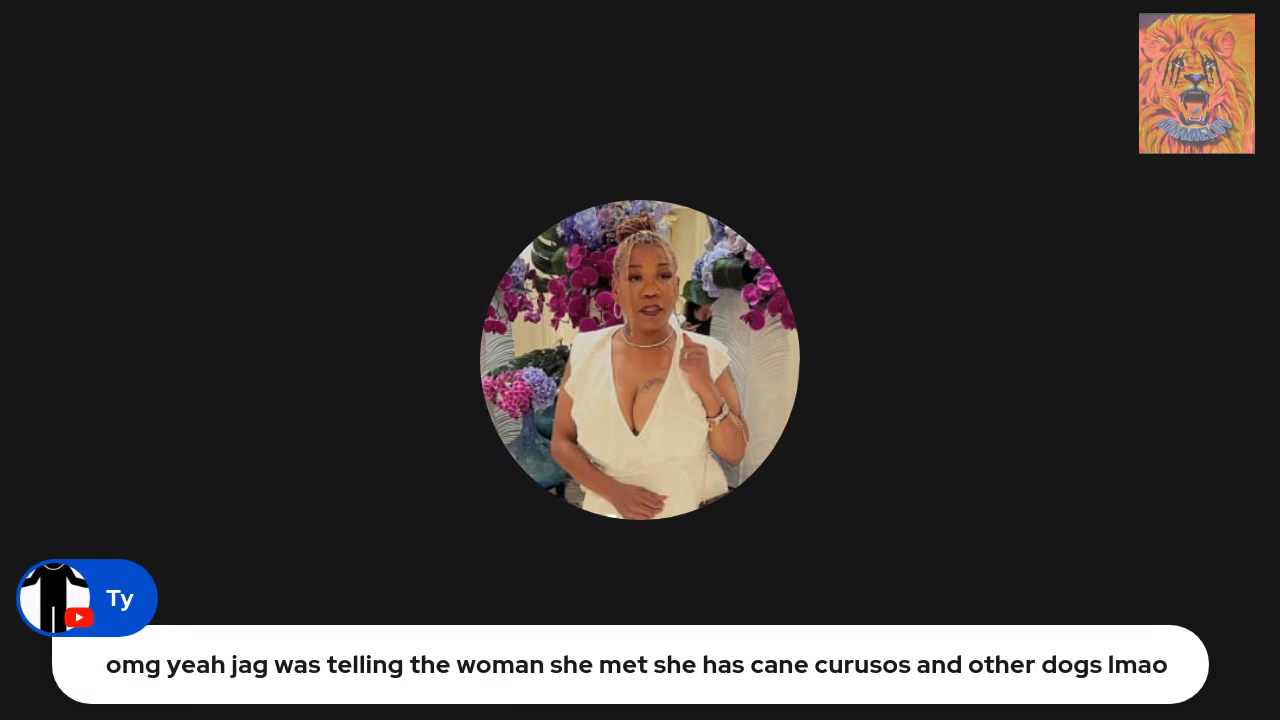 Ty
omg yeah jag was telling the woman she met she has cane curusos and other dogs lmao